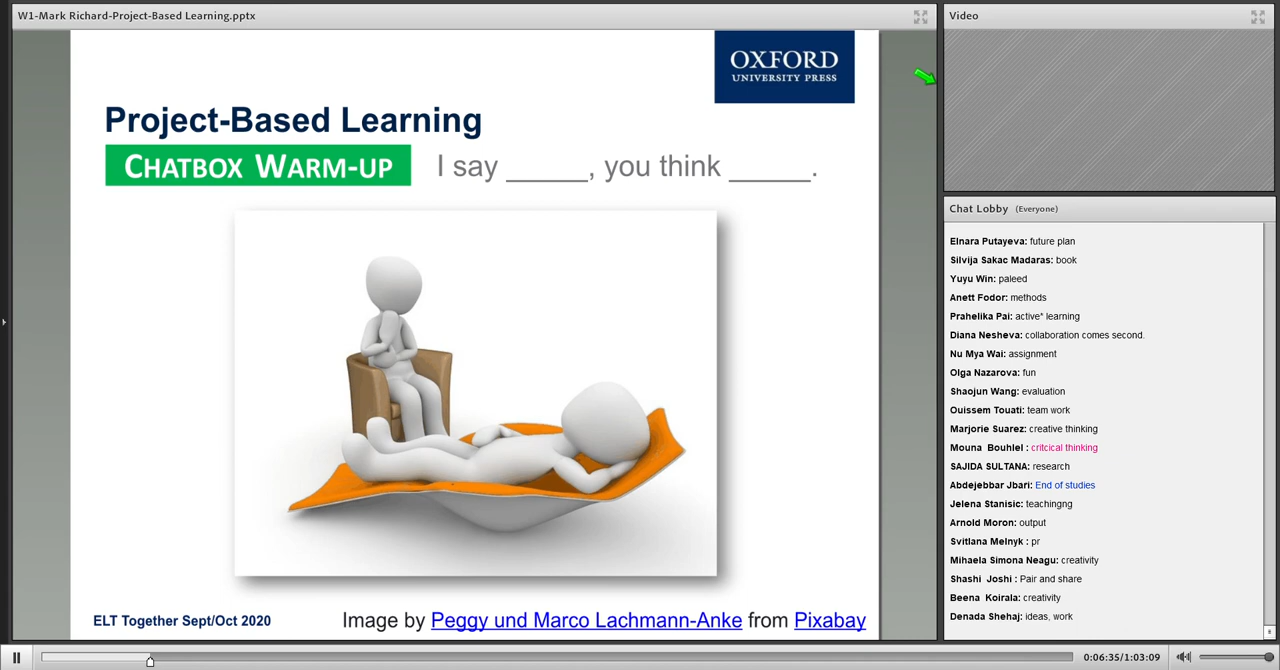 W1-Mark Richard-Project-Based Learning.pptx
OXFORD
UNIVERSITY PRESS
Project-Based Learning
CHATBOX WARM-UP
I say _____, you think _____.
ELT Together Sept/Oct 2020
Image by Peggy und Marco Lachmann-Anke from Pixabay
Video
Chat Lobby (Everyone)
Elnara Putayeva: future plan
Silvija Sakac Madaras: book
Yuyu Win: paleed
Anett Fodor: methods
Prahelika Pai: active* learning
Diana Nesheva: collaboration comes second.
Nu Mya Wai: assignment
Olga Nazarova: fun
Shaojun Wang: evaluation
Ouissem Touati: team work
Marjorie Suarez: creative thinking
Mouna Bouhlel : critcical thinking
SAJIDA SULTANA: research
Abdejebbar Jbari: End of studies
Jelena Stanisic: teachingng
Arnold Moron: output
Svitlana Melnyk : pr
Mihaela Simona Neagu: creativity
Shashi Joshi : Pair and share
Beena Koirala: creativity
Denada Shehaj: ideas, work
0:06:35/1:03:09